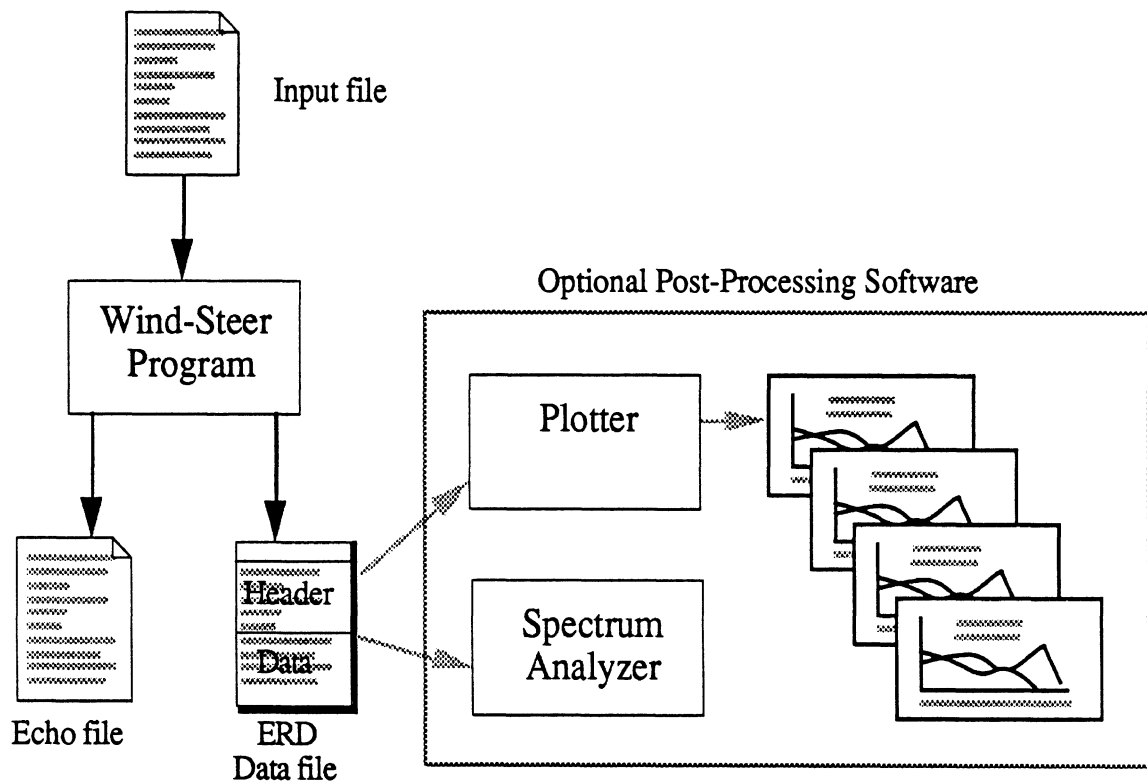 Input file
Wind-Steer
Program
Optional Post-Processing Software
Plotter
Spectrum
Analyzer
Header
Data
Echo file
ERD
Data file